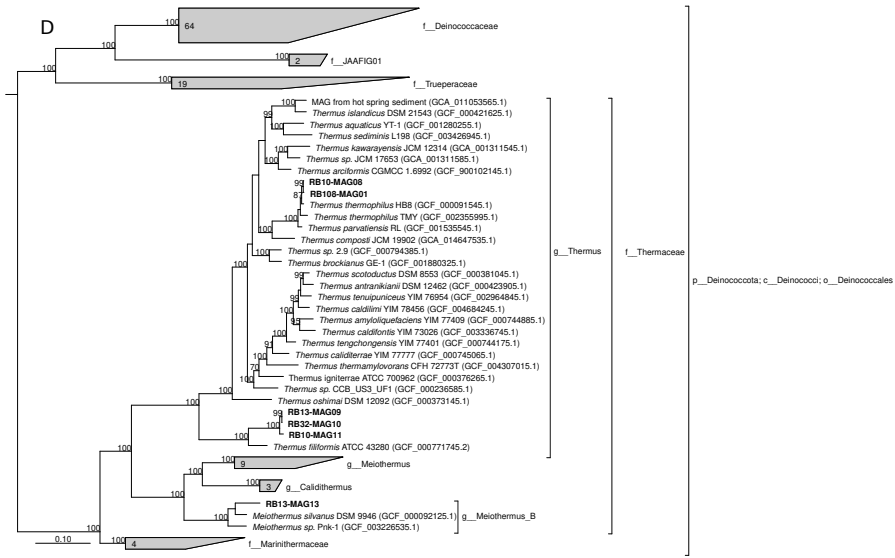 D
100
64
f__Deinococcaceae
100
100
2
f__JAAFIG01
100
100
19
f__Trueperaceae
100
MAG from hot spring sediment (GCA_011053565.1)
99
Thermus islandicus DSM 21543 (GCF_000421625.1)
Thermus aquaticus YT-1 (GCF_001280255.1)
100
Thermus sediminis L198 (GCF_003426945.1)
Thermus kawarayensis JCM 12314 (GCA_001311545.1)
100
Thermus sp. JCM 17653 (GCA_001311585.1)
Thermus arciformis CGMCC 1.6992 (GCF_900102145.1)
99
RB10-MAG08
87
RB108-MAG01
Thermus thermophilus HB8 (GCF_000091545.1)
100
Thermus thermophilus TMY (GCF_002355995.1)
Thermus parvatiensis RL (GCF_001535545.1)
100
Thermus composti JCM 19902 (GCA_014647535.1)
g__Thermus
f__Thermaceae
100
Thermus sp. 2.9 (GCF_000794385.1)
100
Thermus brockianus GE-1 (GCF_001880325.1)
99
Thermus scotoductus DSM 8553 (GCF_000381045.1)
p__Deinococcota; c__Deinococci; o__Deinococcales
Thermus antranikianii DSM 12462 (GCF_000423905.1)
99
Thermus tenuipuniceus YIM 76954 (GCF_002964845.1)
Thermus caldilimi YIM 78456 (GCF_004684245.1)
95
Thermus amyloliquefaciens YIM 77409 (GCF_000744885.1)
100
Thermus caldifontis YIM 73026 (GCF_003336745.1)
91
Thermus tengchongensis YIM 77401 (GCF_000744175.1)
100
Thermus caliditerrae YIM 77777 (GCF_000745065.1)
70
Thermus thermamylovorans CFH 72773T (GCF_004307015.1)
100
Thermus igniterrae ATCC 700962 (GCF_000376265.1)
Thermus sp. CCB_US3_UF1 (GCF_000236585.1)
100
Thermus oshimai DSM 12092 (GCF_000373145.1)
100
99
RB13-MAG09
100
RB32-MAG10
RB10-MAG11
100
Thermus filiformis ATCC 43280 (GCF_000771745.2)
100
100
9
g__Meiothermus
100
100
3
g__Calidithermus
RB13-MAG13
100
Meiothermus silvanus DSM 9946 (GCF_000092125.1)
g__Meiothermus_B
100
Meiothermus sp. Pnk-1 (GCF_003226535.1)
100
0.10
100
4
f__Marinithermaceae